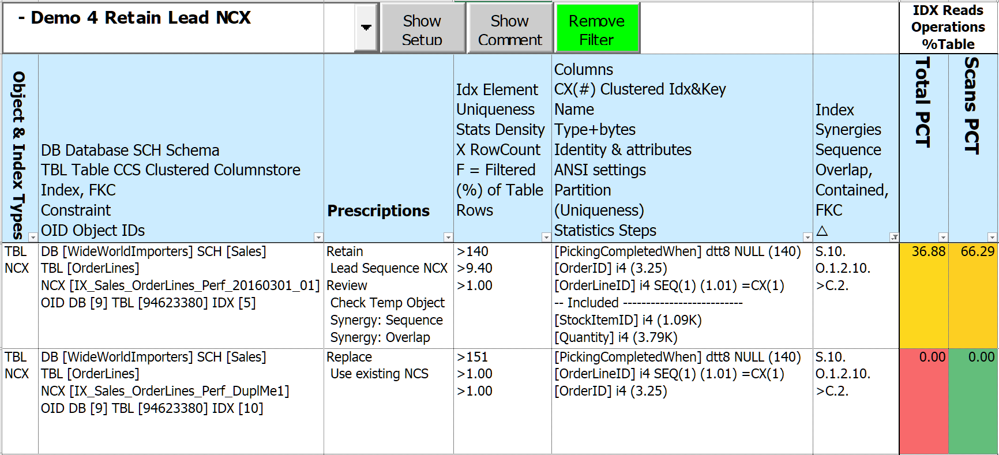 - Demo 4 Retain Lead NCX
Show
Setup
Show
Comment
Remove
Filter
IDX Reads
Operations
%Table
Object & Index Types
DB Database SCH Schema
TBL Table CCS Clustered Columnstore
Index, FKC
Constraint
OID Object IDs
Prescriptions
Idx Element
Uniqueness
Stats Density
X RowCount
F = Filtered
(%) of Table
Rows
Columns
CX(#) Clustered Idx&Key
Name
Type+bytes
Identity & attributes
ANSI settings
Partition
(Uniqueness)
Statistics Steps
Index
Synergies
Sequence
Overlap,
Contained,
FKC
△
Total PCT
Scans PCT
TBL
NCX
DB [WideWorldImporters] SCH [Sales]
TBL [OrderLines]
NCX [IX_Sales_OrderLines_Perf_20160301_01]
OID DB [9] TBL [94623380] IDX [5]
Retain
Lead Sequence NCX
Review
Check Temp Object
Synergy: Sequence
Synergy: Overlap
>140
>9.40
>1.00
[PickingCompletedWhen] dtt8 NULL (140)
[OrderID] i4 (3.25)
[OrderLineID] i4 SEQ(1) (1.01) =CX(1)
-- Included --------------------------
[StockItemID] i4 (1.09K)
[Quantity] i4 (3.79K)
S.10.
O.1.2.10.
>C.2.
36.88
66.29
TBL
NCX
DB [WideWorldImporters] SCH [Sales]
TBL [OrderLines]
NCX [IX_Sales_OrderLines_Perf_DuplMe1]
OID DB [9] TBL [94623380] IDX [10]
Replace
Use existing NCS
>151
>1.00
>1.00
[PickingCompletedWhen] dtt8 NULL (140)
[OrderLineID] i4 SEQ(1) (1.01) =CX(1)
[OrderID] i4 (3.25)
S.10.
O.1.2.10.
>C.2.
0.00
0.00